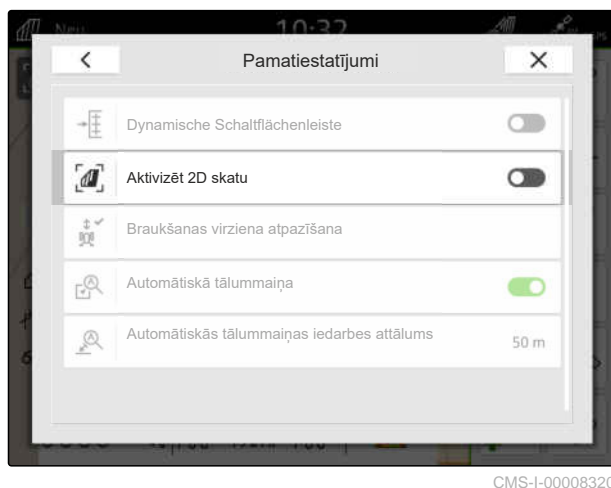 Neu 10:32
Pamatiestatījumi
Dynamische Schaltflächenleiste
Aktivizēt 2D skatu
Braukšanas virziena atpazīšana
Automātiskā tālummaiņa
Automātiskās tālummaiņas iedarbes attālums
50 m
CMS-I-00008320